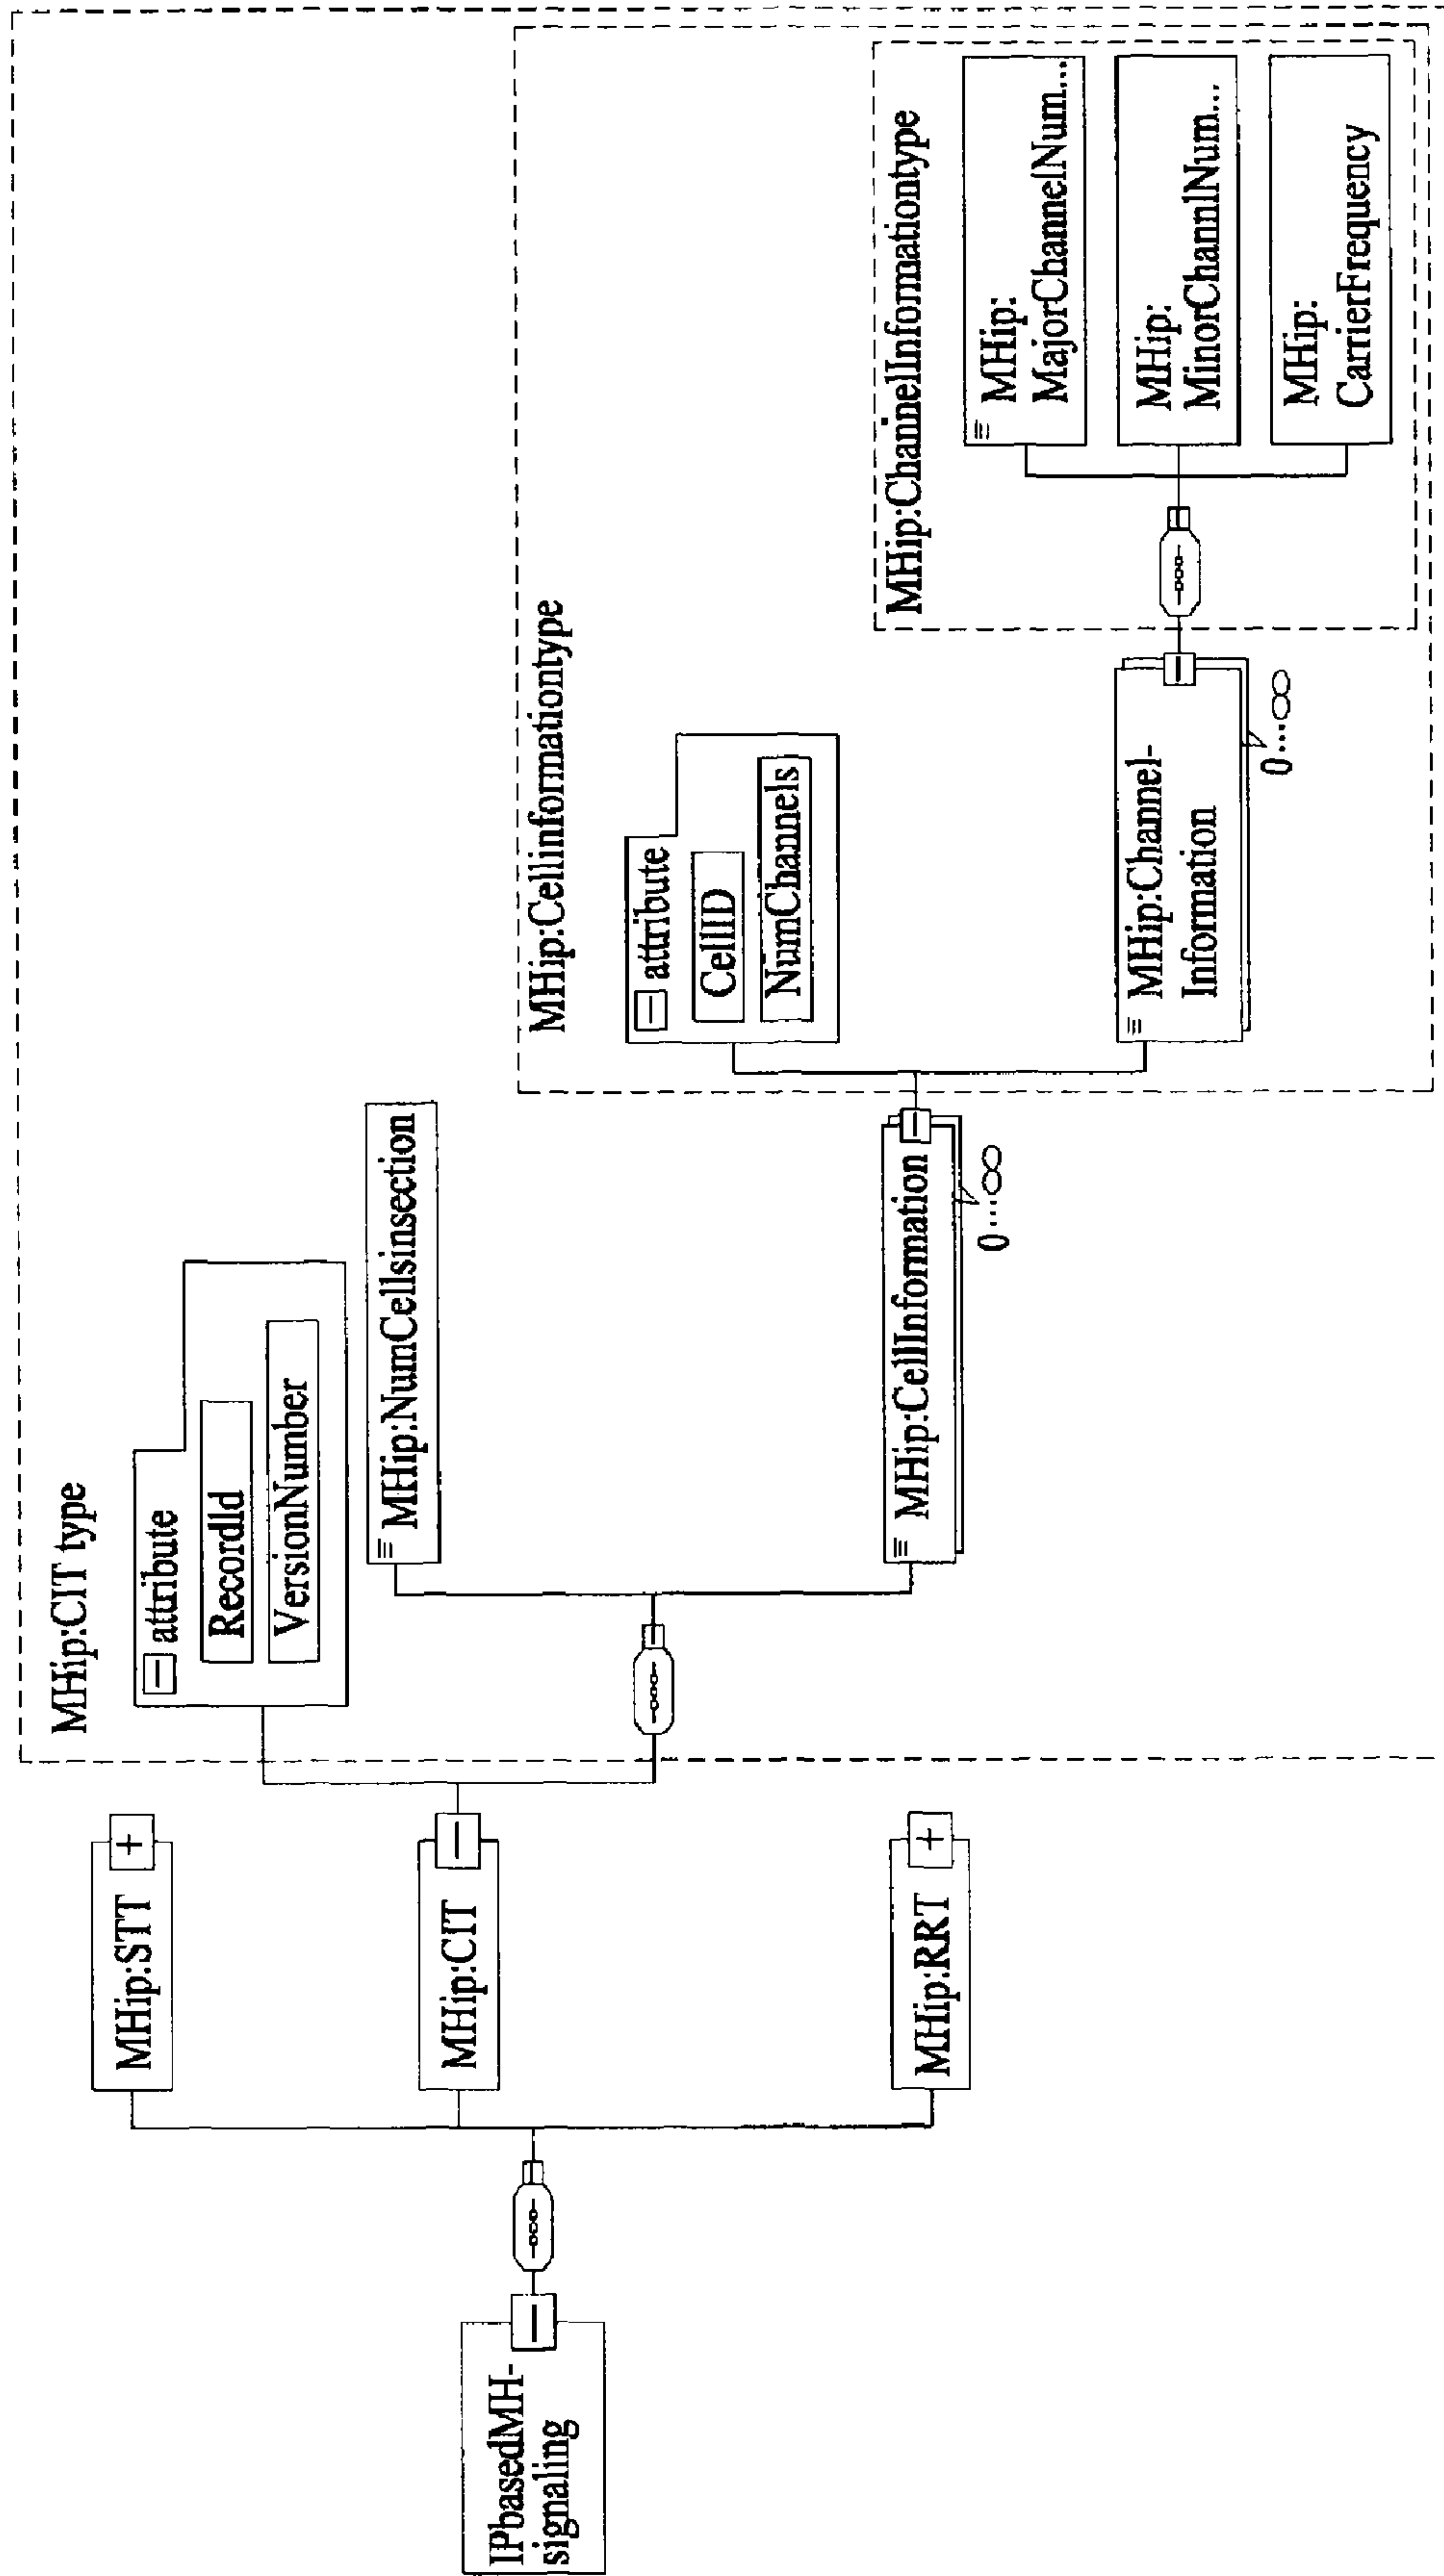 IPbasedMH-
signaling
MHip:STT
MHip:CIT
MHip:RRT
MHip:CIT type
attribute
RecordId
VersionNumber
MHip:NumCellsinsection
MHip:CellInformation
0...∞
MHip:Cellinformationtype
attribute
CellID
NumChannels
MHip:Channel-
Information
0...∞
MHip:ChannelInformationtype
MHip:
MajorChannelNum...
MHip:
MinorChannlNum...
MHip:
CarrierFrequency